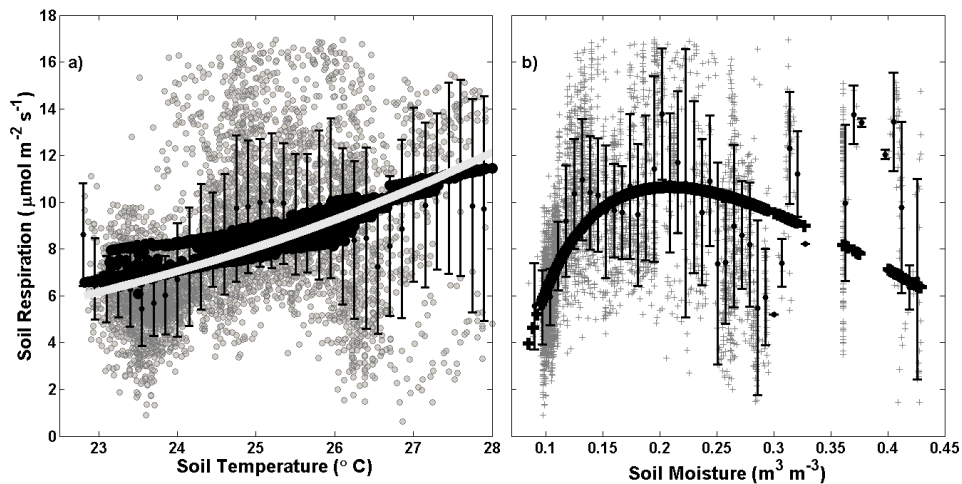 18
16
14
12
10
8
6
4
2
0
Soil Respiration ( μmol m⁻² s⁻¹)
a)
23 24 25 26 27 28
Soil Temperature (° C)
b)
0.1 0.15 0.2 0.25 0.3 0.35 0.4 0.45
Soil Moisture (m³ m⁻³)